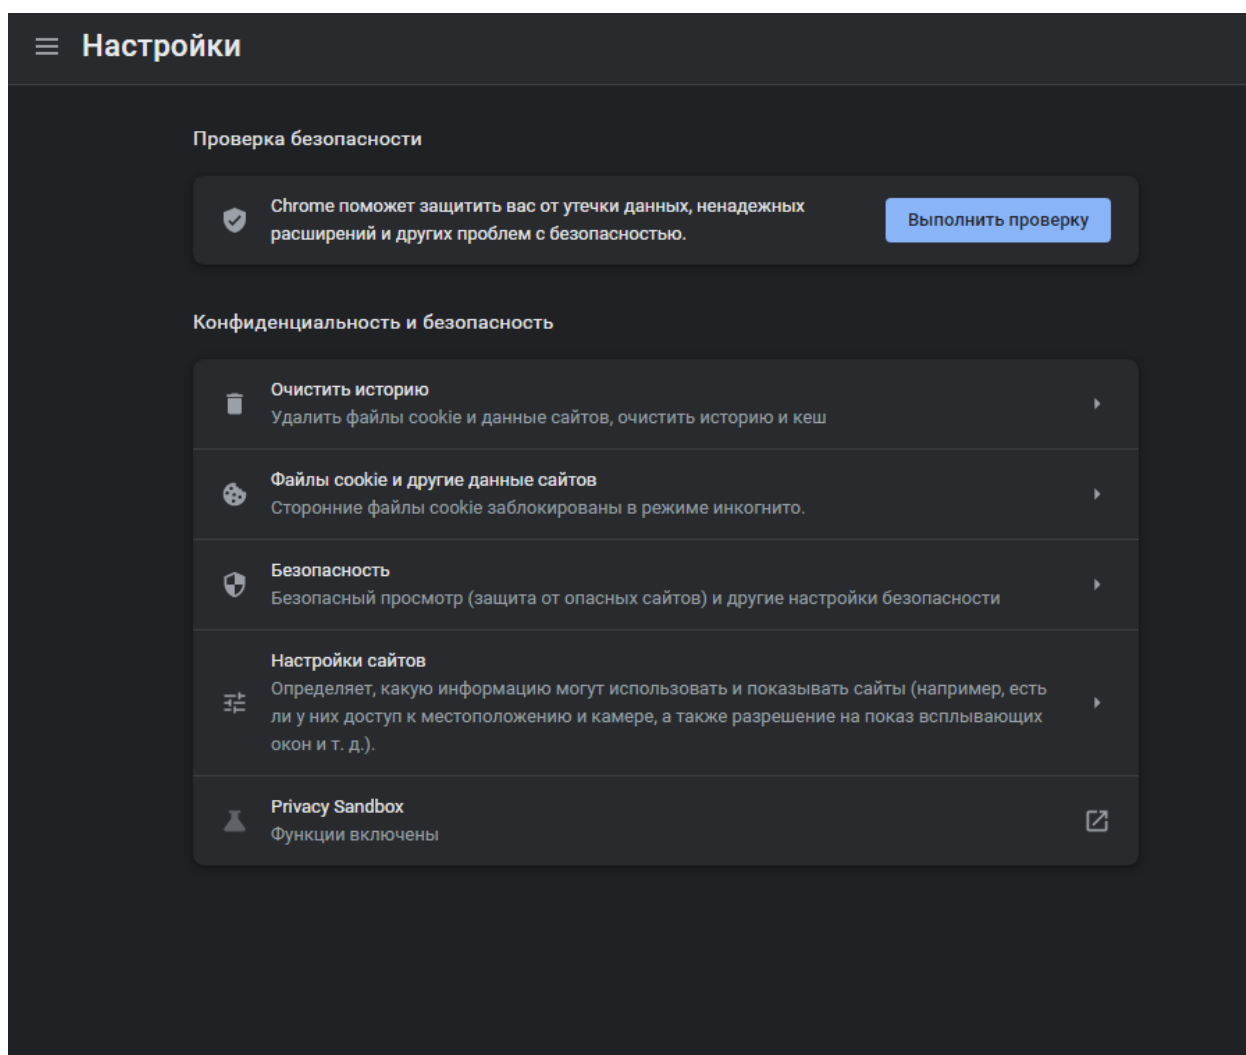 Настройки
Проверка безопасности
Chrome поможет защитить вас от утечки данных, ненадежных
расширений и других проблем с безопасностью.
Выполнить проверку
Конфиденциальность и безопасность
Очистить историю
Удалить файлы cookie и данные сайтов, очистить историю и кеш
Файлы cookie и другие данные сайтов
Сторонние файлы cookie заблокированы в режиме инкогнито.
Безопасность
Безопасный просмотр (защита от опасных сайтов) и другие настройки безопасности
Настройки сайтов
Определяет, какую информацию могут использовать и показывать сайты (например, есть
ли у них доступ к местоположению и камере, а также разрешение на показ всплывающих
окон и т. д.).
Privacy Sandbox
Функции включены